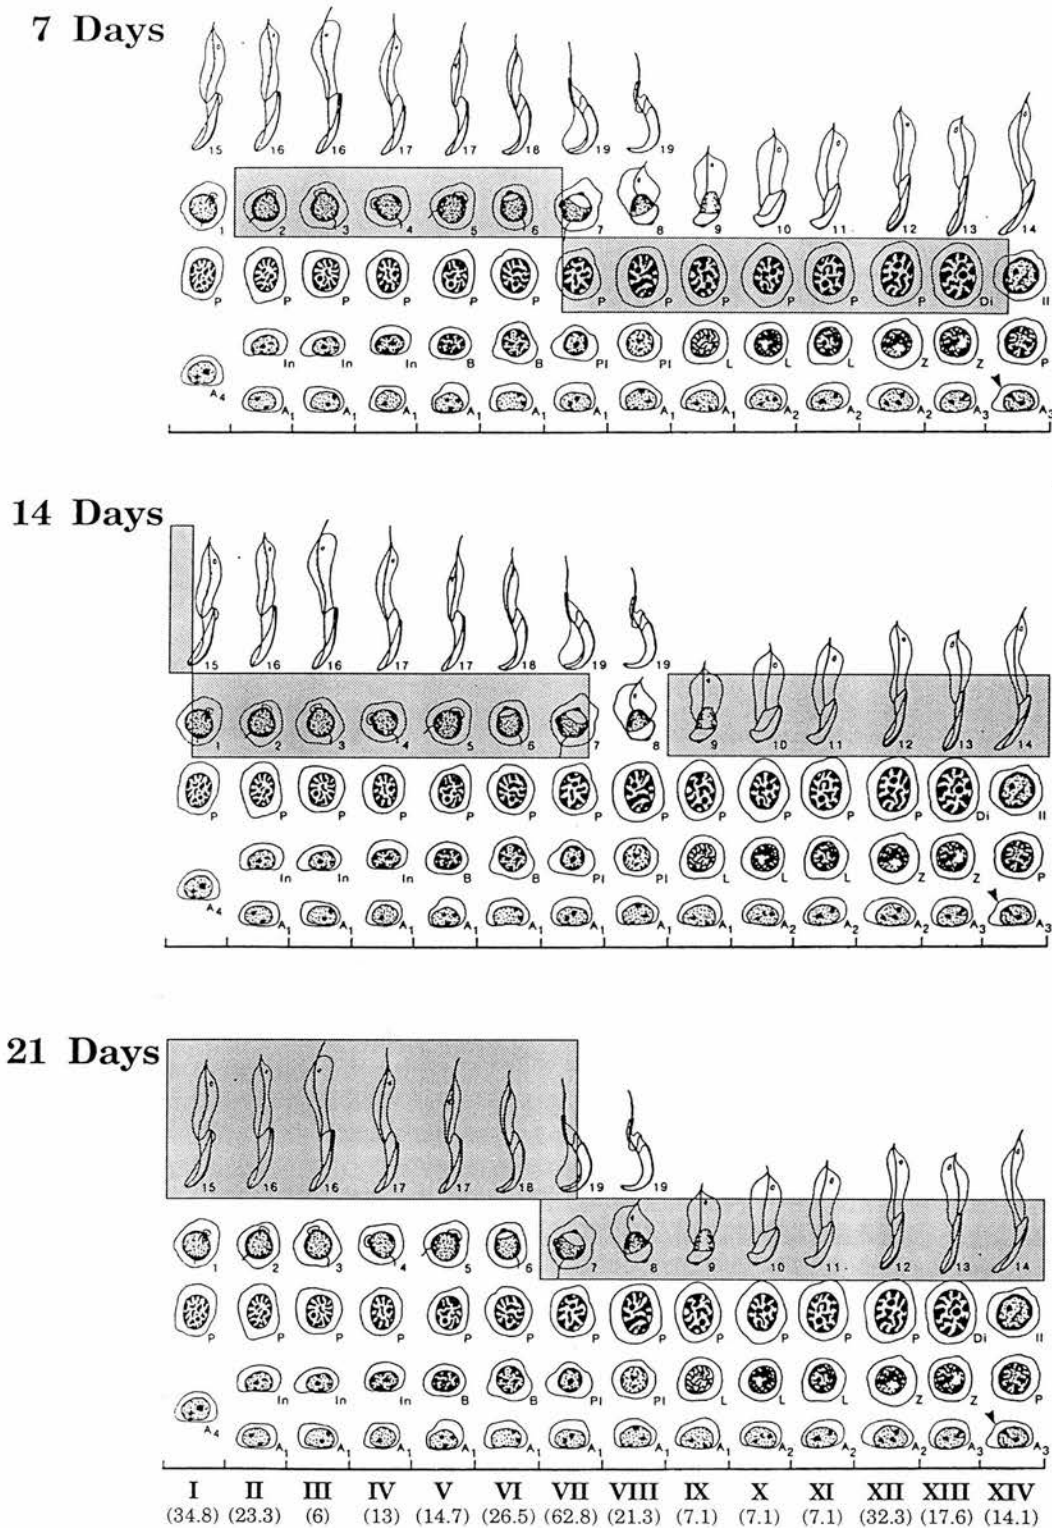 7 Days
15 16 16 17 17 18 19 19
1 2 3 4 5 6 7 8 9 10 11 12 13 14
P P P P P P P P P P P P Di II
In In In B B Pl Pl L L L Z Z P
A4 A1 A1 A1 A1 A1 A1 A1 A1 A2 A2 A2 A3 A3
14 Days
15 16 16 17 17 18 19 19
1 2 3 4 5 6 7 8 9 10 11 12 13 14
P P P P P P P P P P P P Di II
In In In B B Pl Pl L L L Z Z P
A4 A1 A1 A1 A1 A1 A1 A1 A1 A2 A2 A2 A3 A3
21 Days
15 16 16 17 17 18 19 19
1 2 3 4 5 6 7 8 9 10 11 12 13 14
P P P P P P P P P P P P Di II
In In In B B Pl Pl L L L Z Z P
A4 A1 A1 A1 A1 A1 A1 A1 A1 A2 A2 A2 A3 A3
I II III IV V VI VII VIII IX X XI XII XIII XIV
(34.8) (23.3) (6) (13) (14.7) (26.5) (62.8) (21.3) (7.1) (7.1) (7.1) (32.3) (17.6) (14.1)